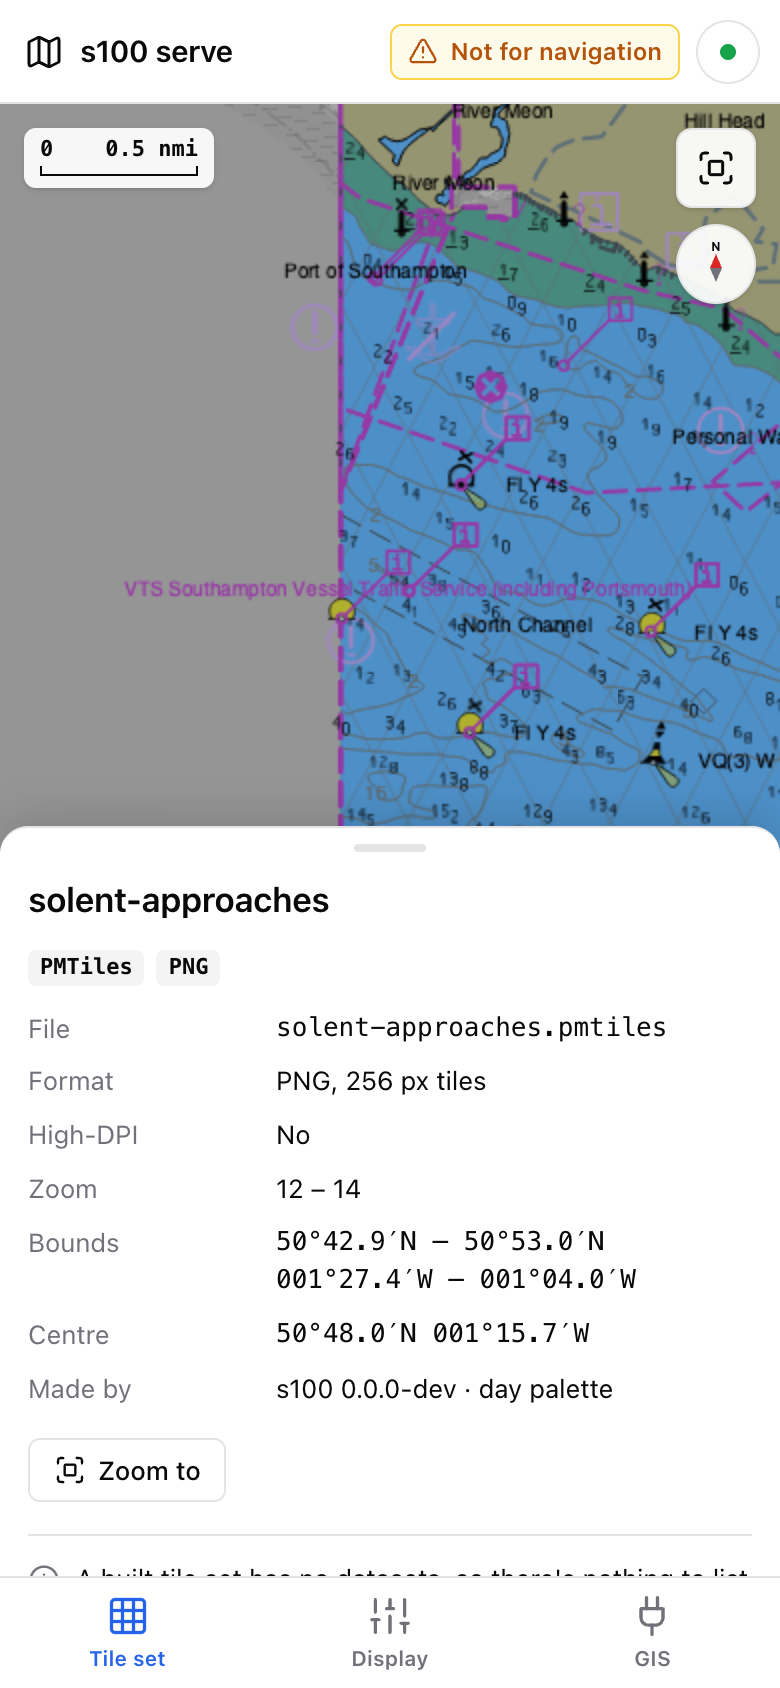 s100 serve
Not for navigation
0 0.5 nmi
River Meon
Hill Head
N
River Meon
Port of Southampton
Personal Wa
FLY 4s
VTS Southampton Vessel Traffic Service (including Portsmouth)
North Channel
Fl Y 4s
Fl Y 4s
VQ(3) W
solent-approaches
PMTiles PNG
File solent-approaches.pmtiles
Format PNG, 256 px tiles
High-DPI No
Zoom 12 – 14
Bounds 50°42.9′N – 50°53.0′N
001°27.4′W – 001°04.0′W
Centre 50°48.0′N 001°15.7′W
Made by s100 0.0.0-dev · day palette
Zoom to
A built tile set has no datasets, so there's nothing to list
Tile set Display GIS